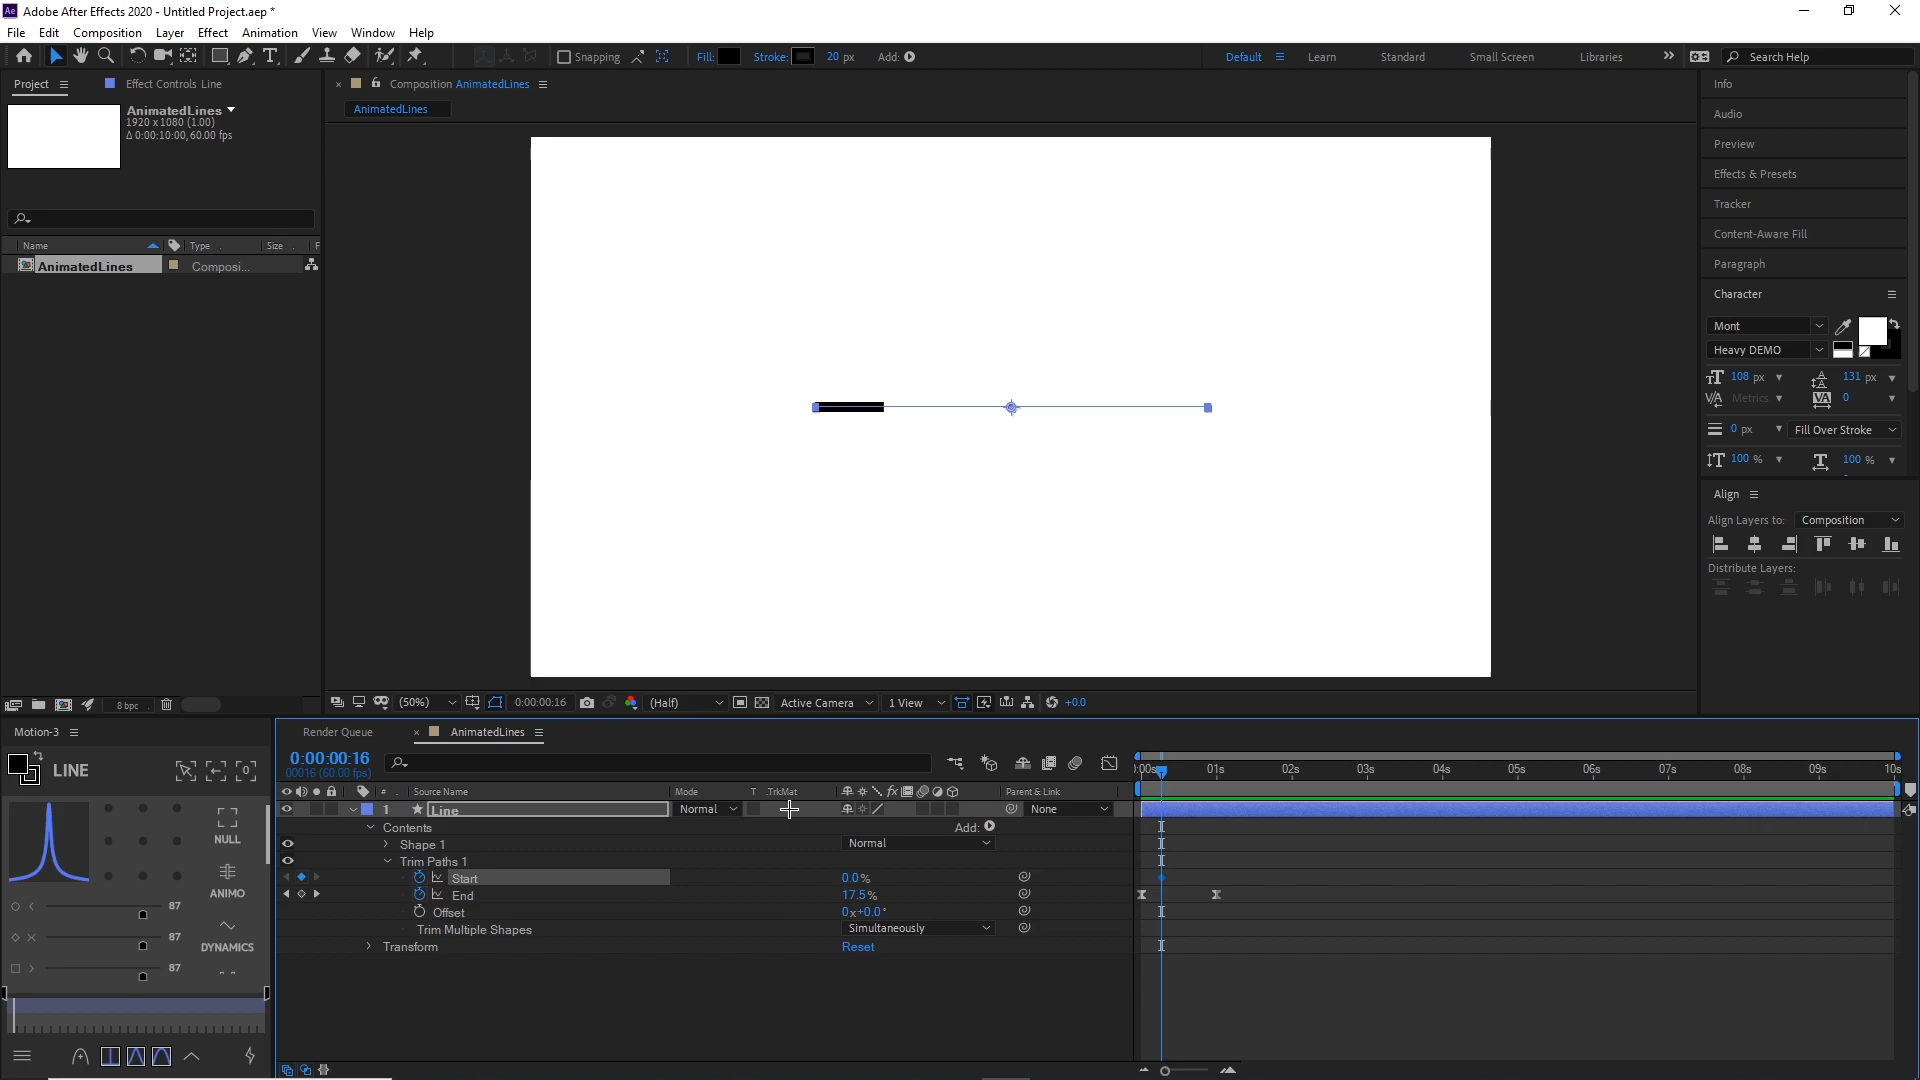 Adobe After Effects 2020 - Untitled Project.aep *
File Edit Composition Layer Effect Animation View Window Help
Snapping Fill: Stroke: 20 px Add: Default Learn Standard Small Screen Libraries Search Help
Project Effect Controls Line
AnimatedLines
1920 x 1080 (1.00)
Δ 0:00:10:00, 60.00 fps
Name Type Size F
AnimatedLines Composi...
8 bpc
Composition AnimatedLines
AnimatedLines
(50%) 0:00:00:16 (Half) Active Camera 1 View +0.0
Info
Audio
Preview
Effects & Presets
Tracker
Content-Aware Fill
Paragraph
Character
Mont
Heavy DEMO
108 px 131 px
Metrics 0
0 px Fill Over Stroke
100 % 100 %
Align
Align Layers to: Composition
Distribute Layers:
Motion-3
LINE
NULL
ANIMO
DYNAMICS
87
87
87
Render Queue AnimatedLines
0:00:00:16
00016 (60.00 fps)
:00s 01s 02s 03s 04s 05s 06s 07s 08s 09s 10s
# Source Name Mode T .TrkMat fx Parent & Link
1 Line Normal None
Contents Add:
Shape 1 Normal
Trim Paths 1
Start 0.0%
End 17.5%
Offset 0x+0.0°
Trim Multiple Shapes Simultaneously
Transform Reset